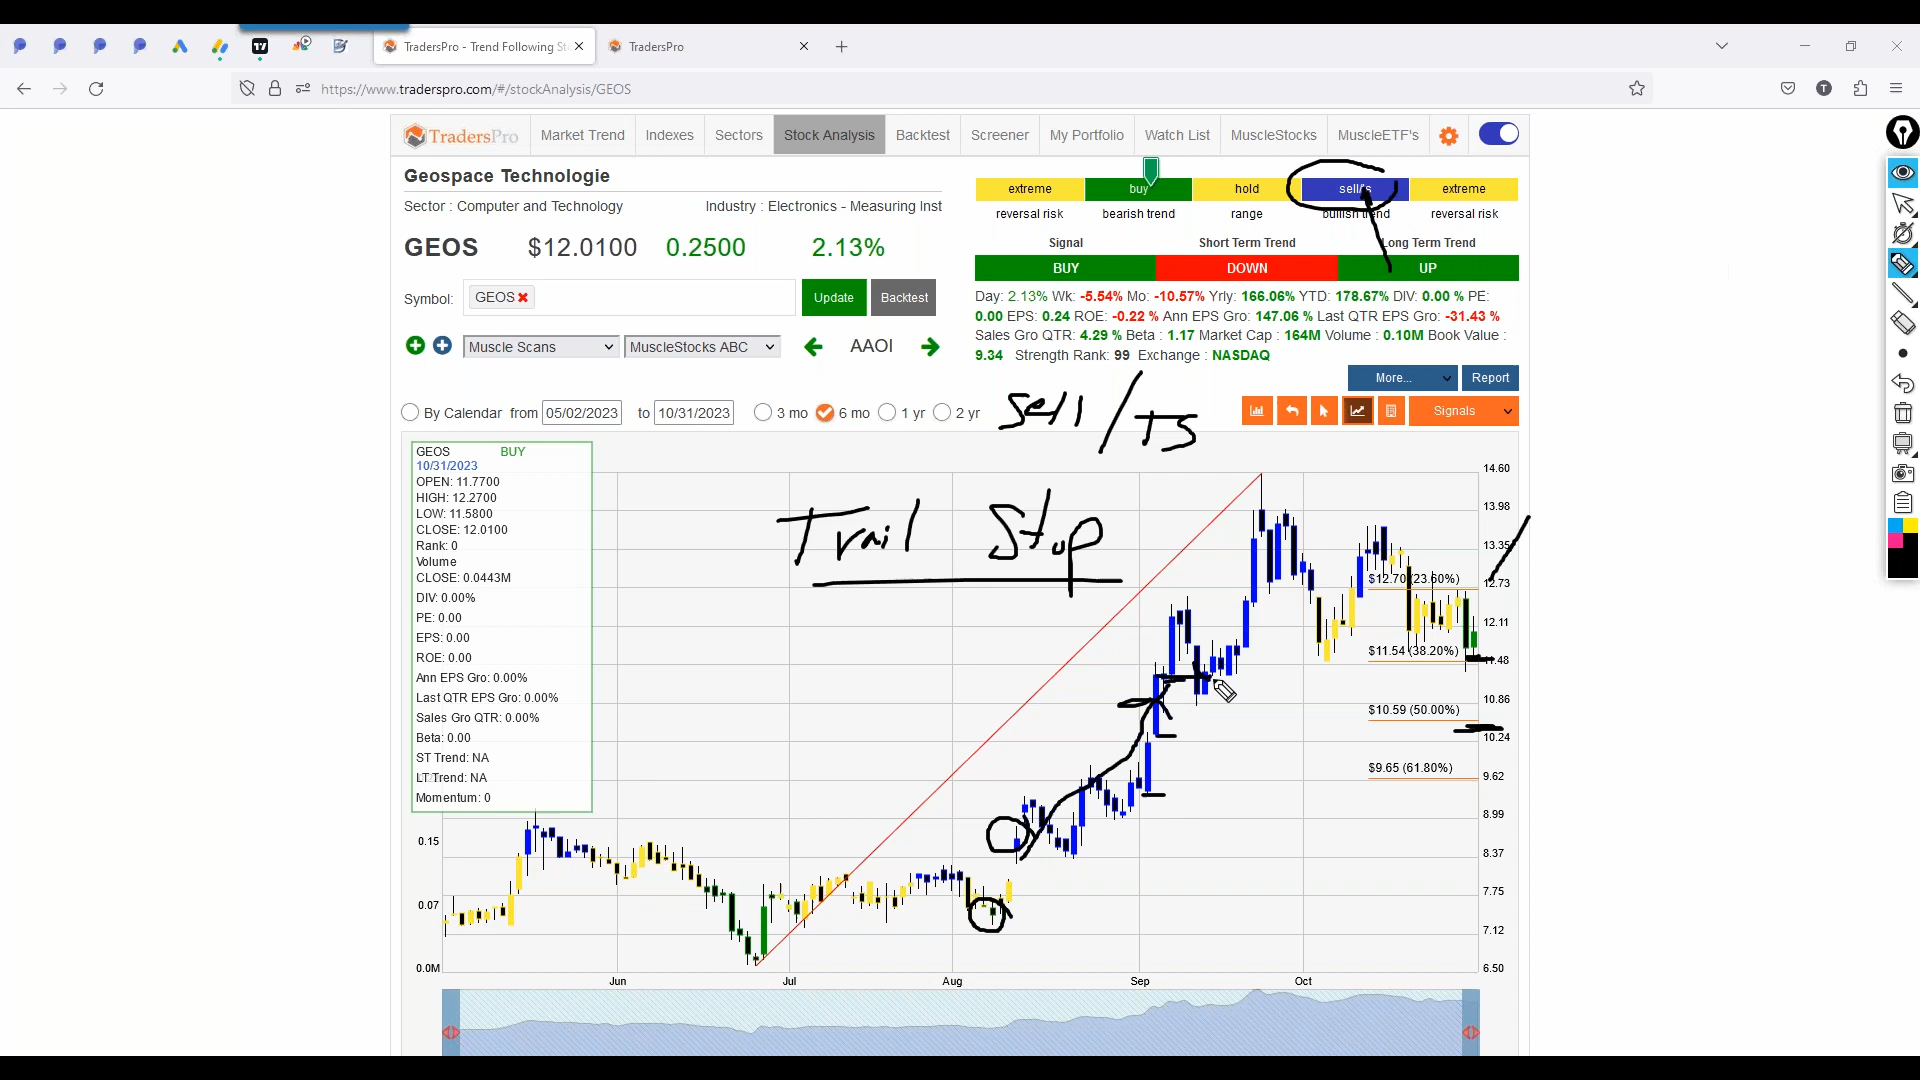 TradersPro - Trend Following St
TradersPro
https://www.traderspro.com/#/stockAnalysis/GEOS
TradersPro
Market Trend
Indexes
Sectors
Stock Analysis
Backtest
Screener
My Portfolio
Watch List
MuscleStocks
MuscleETF's
Geospace Technologie
Sector : Computer and Technology
Industry : Electronics - Measuring Inst
GEOS $12.0100 0.2500 2.13%
Symbol: GEOS
Update
Backtest
Muscle Scans
MuscleStocks ABC
AAOI
extreme
buy
hold
sell/ts
extreme
reversal risk
bearish trend
range
bullish trend
reversal risk
Signal
Short Term Trend
Long Term Trend
BUY
DOWN
UP
Day: 2.13% Wk: -5.54% Mo: -10.57% Yrly: 166.06% YTD: 178.67% DIV: 0.00 % PE:
0.00 EPS: 0.24 ROE: -0.22 % Ann EPS Gro: 147.06 % Last QTR EPS Gro: -31.43 %
Sales Gro QTR: 4.29 % Beta : 1.17 Market Cap : 164M Volume : 0.10M Book Value :
9.34 Strength Rank: 99 Exchange : NASDAQ
More...
Report
By Calendar from 05/02/2023 to 10/31/2023
3 mo
6 mo
1 yr
2 yr
Signals
Sell / TS
Trail Stop
GEOS BUY
10/31/2023
OPEN: 11.7700
HIGH: 12.2700
LOW: 11.5800
CLOSE: 12.0100
Rank: 0
Volume
CLOSE: 0.0443M
DIV: 0.00%
PE: 0.00
EPS: 0.00
ROE: 0.00
Ann EPS Gro: 0.00%
Last QTR EPS Gro: 0.00%
Sales Gro QTR: 0.00%
Beta: 0.00
ST Trend: NA
LT Trend: NA
Momentum: 0
0.15
0.07
0.0M
14.60
13.98
13.35
12.73
12.11
11.48
10.86
10.24
9.62
8.99
8.37
7.75
7.12
6.50
$12.70 (23.60%)
$11.54 (38.20%)
$10.59 (50.00%)
$9.65 (61.80%)
Jun
Jul
Aug
Sep
Oct